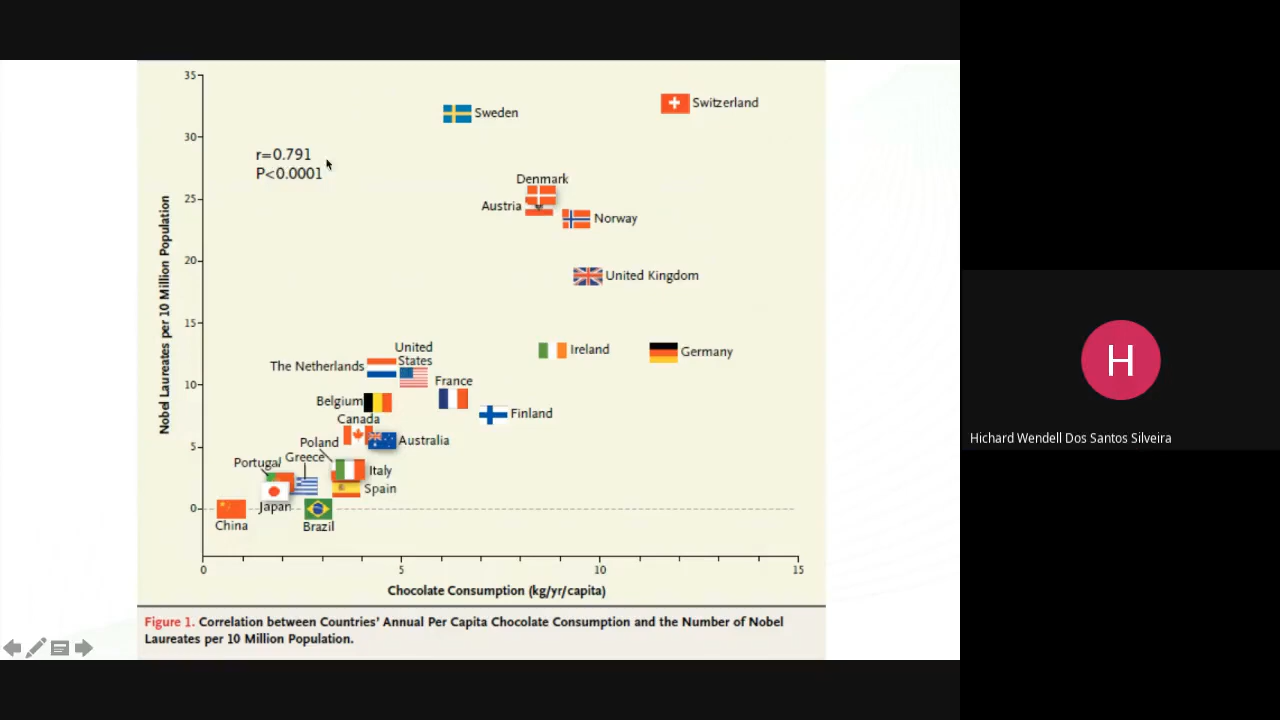 35
Sweden
Switzerland
30
r=0.791
P<0.0001
Denmark
25
Austria
Norway
Nobel Laureates per 10 Million Population
20
United Kingdom
15
United
States
Ireland
Germany
The Netherlands
10
France
Belgium
Finland
Canada
Australia
5
Poland
Greece
Portugal
Italy
Spain
0
Japan
China
Brazil
0
5
10
15
Chocolate Consumption (kg/yr/capita)
Figure 1. Correlation between Countries' Annual Per Capita Chocolate Consumption and the Number of Nobel
Laureates per 10 Million Population.
H
Hichard Wendell Dos Santos Silveira